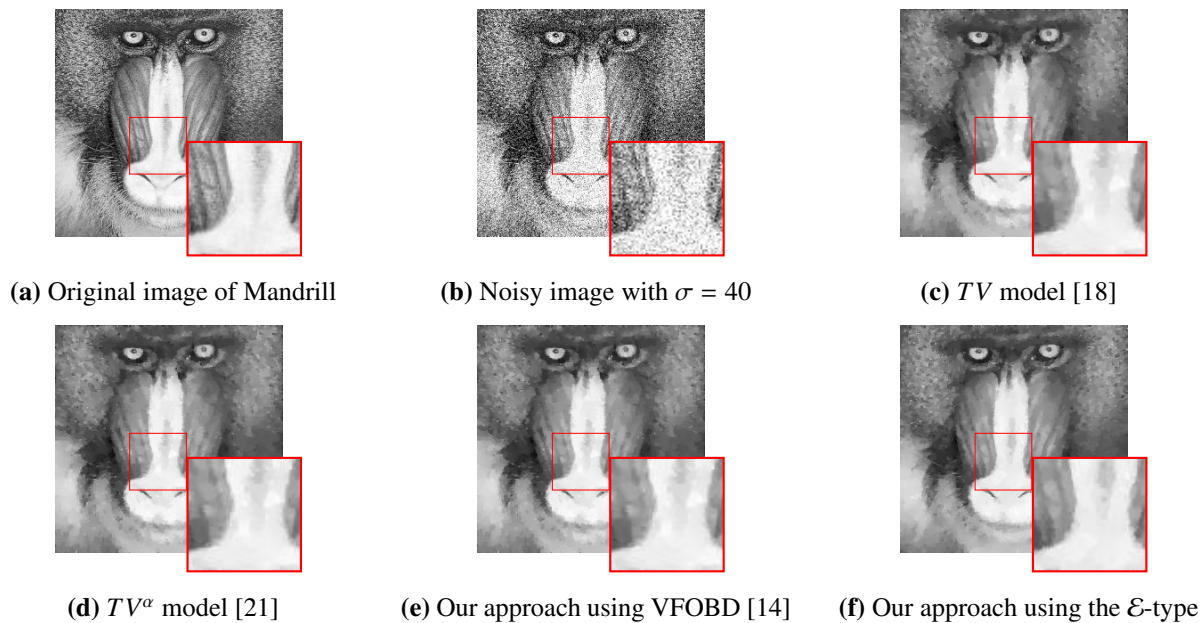 (a) Original image of Mandrill
(b) Noisy image with σ = 40
(c) TV model [18]
(d) TV^α model [21]
(e) Our approach using VFOBD [14]
(f) Our approach using the ℰ-type